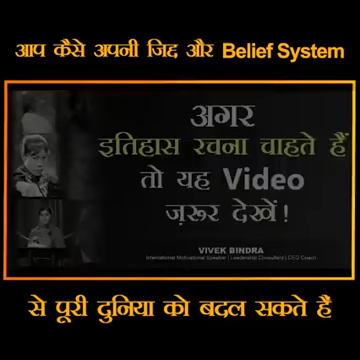 आप कैसे अपनी जिद्द और Belief System
अगर
इतिहास रचना चाहते हैं
तो यह Video
ज़रूर देखें!
VIVEK BINDRA
International Motivational Speaker | Leadership Consultant | CEO Coach
से पूरी दुनिया को बदल सकते हैं